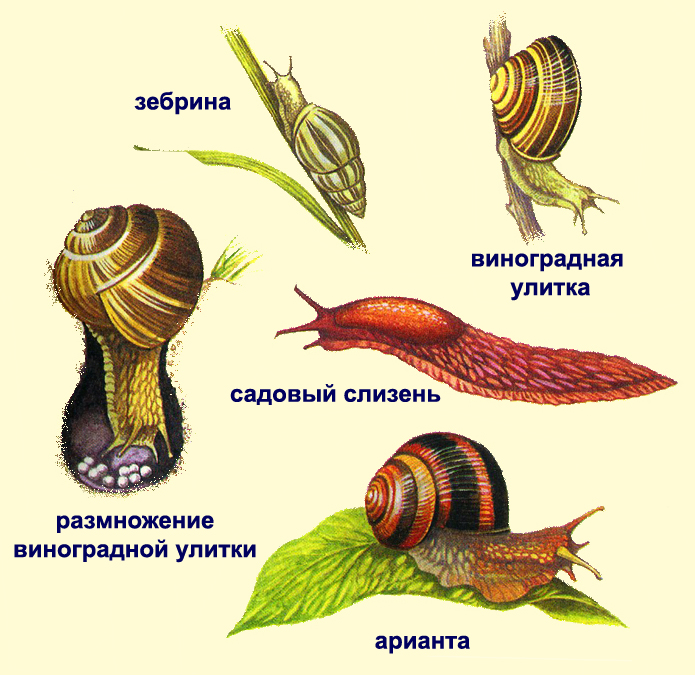 зебрина
виноградная
улитка
садовый слизень
размножение
виноградной улитки
арианта